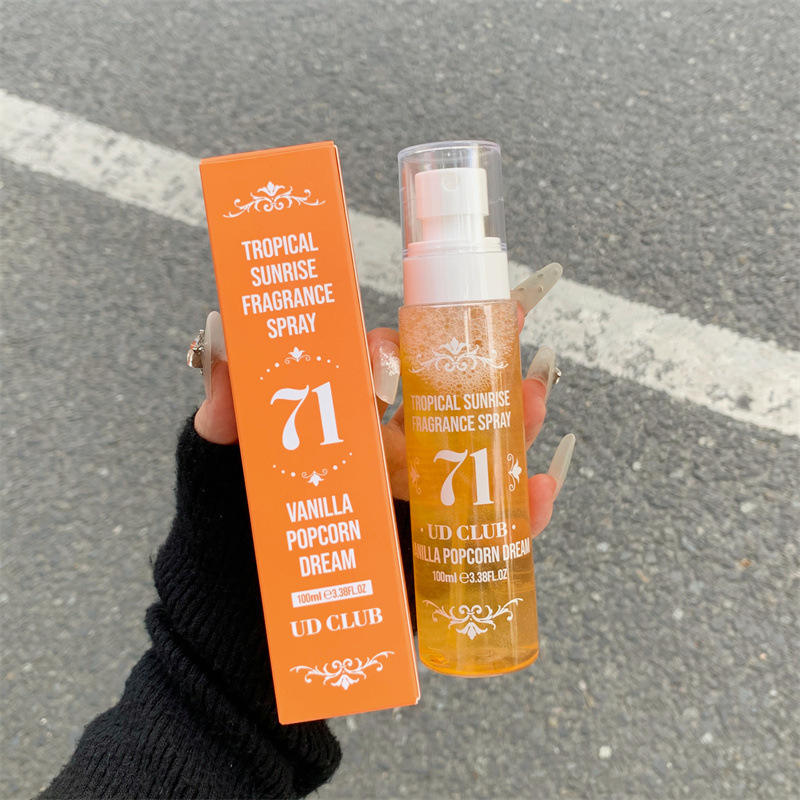 TROPICAL
SUNRISE
FRAGRANCE
SPRAY
71
VANILLA
POPCORN
DREAM
100ml ℮3.38FL.OZ
UD CLUB
TROPICAL SUNRISE
FRAGRANCE SPRAY
71
· UD CLUB ·
VANILLA POPCORN DREAM
100ml ℮3.38FL.OZ